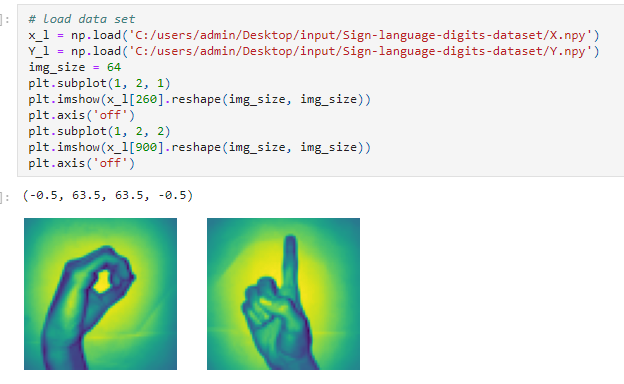 ]: # load data set
x_l = np.load('C:/users/admin/Desktop/input/Sign-language-digits-dataset/X.npy')
Y_l = np.load('C:/users/admin/Desktop/input/Sign-language-digits-dataset/Y.npy')
img_size = 64
plt.subplot(1, 2, 1)
plt.imshow(x_l[260].reshape(img_size, img_size))
plt.axis('off')
plt.subplot(1, 2, 2)
plt.imshow(x_l[900].reshape(img_size, img_size))
plt.axis('off')
]: (-0.5, 63.5, 63.5, -0.5)